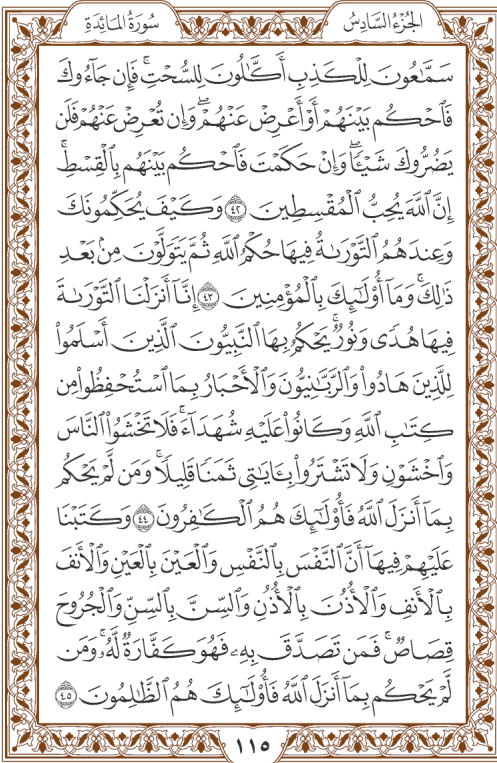 الجُزْءُ السَّادِسُ
سُورَةُ المَائِدَةِ
سَمَّٰعُونَ لِلۡكَذِبِ أَكَّٰلُونَ لِلسُّحۡتِۚ فَإِن جَآءُوكَ
فَٱحۡكُم بَيۡنَهُمۡ أَوۡ أَعۡرِضۡ عَنۡهُمۡۖ وَإِن تُعۡرِضۡ عَنۡهُمۡ فَلَن
يَضُرُّوكَ شَيۡـٔٗاۖ وَإِنۡ حَكَمۡتَ فَٱحۡكُم بَيۡنَهُم بِٱلۡقِسۡطِۚ
إِنَّ ٱللَّهَ يُحِبُّ ٱلۡمُقۡسِطِينَ ٤٢ وَكَيۡفَ يُحَكِّمُونَكَ
وَعِندَهُمُ ٱلتَّوۡرَىٰةُ فِيهَا حُكۡمُ ٱللَّهِ ثُمَّ يَتَوَلَّوۡنَ مِنۢ بَعۡدِ
ذَٰلِكَۚ وَمَآ أُوْلَٰٓئِكَ بِٱلۡمُؤۡمِنِينَ ٤٣ إِنَّآ أَنزَلۡنَا ٱلتَّوۡرَىٰةَ
فِيهَا هُدٗى وَنُورٞۚ يَحۡكُمُ بِهَا ٱلنَّبِيُّونَ ٱلَّذِينَ أَسۡلَمُواْ
لِلَّذِينَ هَادُواْ وَٱلرَّبَّٰنِيُّونَ وَٱلۡأَحۡبَارُ بِمَا ٱسۡتُحۡفِظُواْ مِن
كِتَٰبِ ٱللَّهِ وَكَانُواْ عَلَيۡهِ شُهَدَآءَۚ فَلَا تَخۡشَوُاْ ٱلنَّاسَ
وَٱخۡشَوۡنِ وَلَا تَشۡتَرُواْ بِـَٔايَٰتِي ثَمَنٗا قَلِيلٗاۚ وَمَن لَّمۡ يَحۡكُم
بِمَآ أَنزَلَ ٱللَّهُ فَأُوْلَٰٓئِكَ هُمُ ٱلۡكَٰفِرُونَ ٤٤ وَكَتَبۡنَا
عَلَيۡهِمۡ فِيهَآ أَنَّ ٱلنَّفۡسَ بِٱلنَّفۡسِ وَٱلۡعَيۡنَ بِٱلۡعَيۡنِ وَٱلۡأَنفَ
بِٱلۡأَنفِ وَٱلۡأُذُنَ بِٱلۡأُذُنِ وَٱلسِّنَّ بِٱلسِّنِّ وَٱلۡجُرُوحَ
قِصَاصٞۚ فَمَن تَصَدَّقَ بِهِۦ فَهُوَ كَفَّارَةٞ لَّهُۥۚ وَمَن
لَّمۡ يَحۡكُم بِمَآ أَنزَلَ ٱللَّهُ فَأُوْلَٰٓئِكَ هُمُ ٱلظَّٰلِمُونَ ٤٥
١١٥